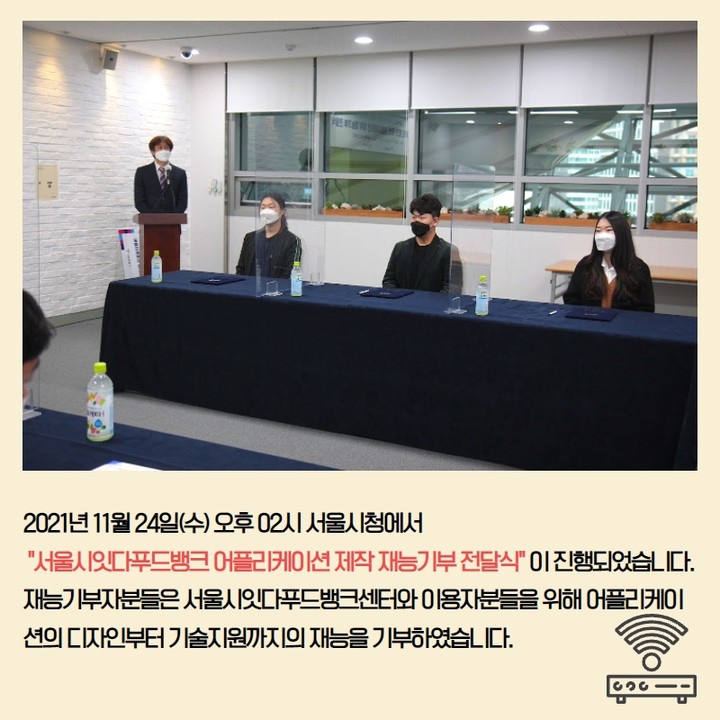 2021년 11월 24일(수) 오후 02시 서울시청에서
"서울시잇다푸드뱅크 어플리케이션 제작 재능기부 전달식" 이 진행되었습니다.
재능기부자분들은 서울시잇다푸드뱅크센터와 이용자분들을 위해 어플리케이
션의 디자인부터 기술지원까지의 재능을 기부하였습니다.